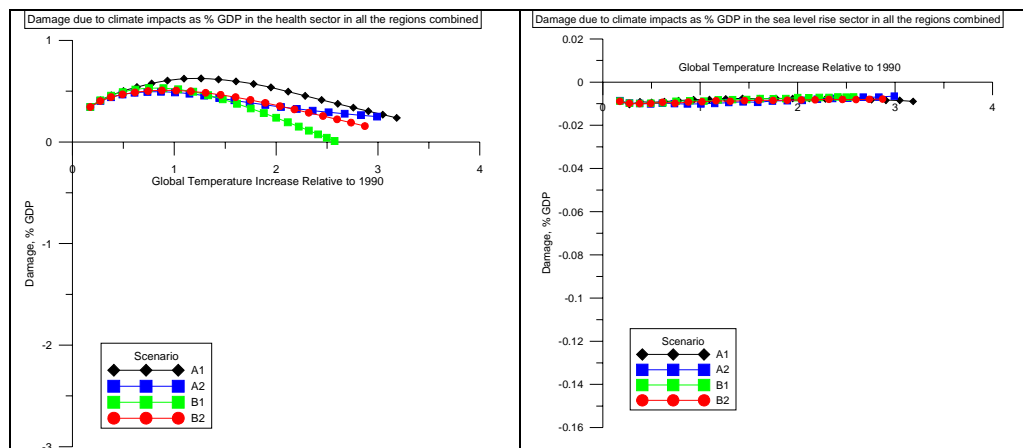 Damage due to climate impacts as % GDP in the health sector in all the regions combined
1
0
-1
-2
-3
0
1
2
3
4
Global Temperature Increase Relative to 1990
Damage, % GDP
Scenario
A1
A2
B1
B2
Damage due to climate impacts as % GDP in the sea level rise sector in all the regions combined
0.02
0
-0.02
-0.04
-0.06
-0.08
-0.1
-0.12
-0.14
-0.16
Global Temperature Increase Relative to 1990
0
1
2
3
4
Damage, % GDP
Scenario
A1
A2
B1
B2